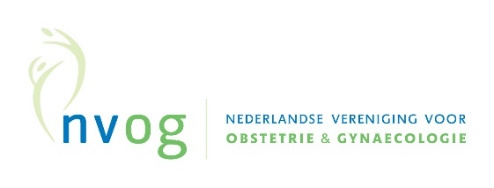 nvog
NEDERLANDSE VERENIGING VOOR
OBSTETRIE & GYNAECOLOGIE